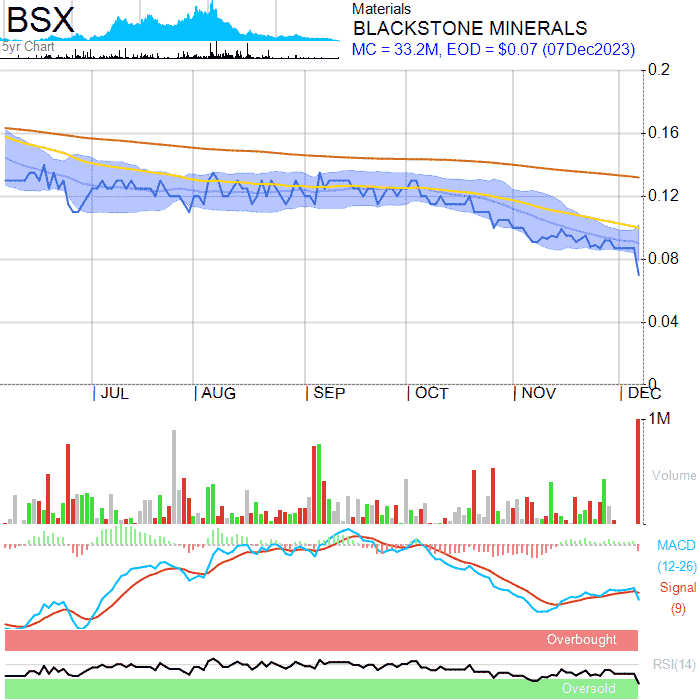 BSX
5yr Chart
Materials
BLACKSTONE MINERALS
MC = 33.2M, EOD = $0.07 (07Dec2023)
0.2
0.16
0.12
0.08
0.04
0
JUL AUG SEP OCT NOV DEC
1M
Volume
MACD
(12-26)
Signal
(9)
Overbought
RSI(14)
Oversold